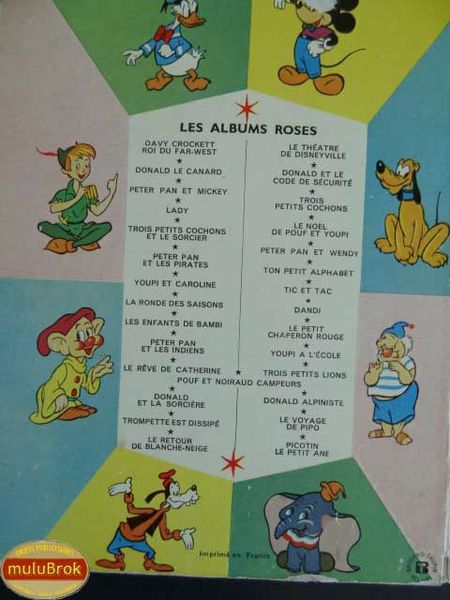 LES ALBUMS ROSES
DAVY CROCKETT
ROI DU FAR-WEST
DONALD LE CANARD
PETER PAN ET MICKEY
LADY
TROIS PETITS COCHONS
ET LE SORCIER
PETER PAN
ET LES PIRATES
YOUPI ET CAROLINE
LA RONDE DES SAISONS
LES ENFANTS DE BAMBI
PETER PAN
ET LES INDIENS
LE RÊVE DE CATHERINE
DONALD
ET LA SORCIÈRE
TROMPETTE EST DISSIPÉ
LE RETOUR
DE BLANCHE-NEIGE
LE THÉATRE
DE DISNEYVILLE
DONALD ET LE
CODE DE SÉCURITÉ
TROIS
PETITS COCHONS
LE NOEL
DE POUF ET YOUPI
PETER PAN ET WENDY
TON PETIT ALPHABET
TIC ET TAC
DANDI
LE PETIT
CHAPERON ROUGE
YOUPI A L'ÉCOLE
TROIS PETITS LIONS
POUF ET NOIRAUD CAMPEURS
DONALD ALPINISTE
LE VOYAGE
DE PIPO
PICOTIN
LE PETIT ANE
Imprimé en France
OBJETS PUBLICITAIRES
muluBrok